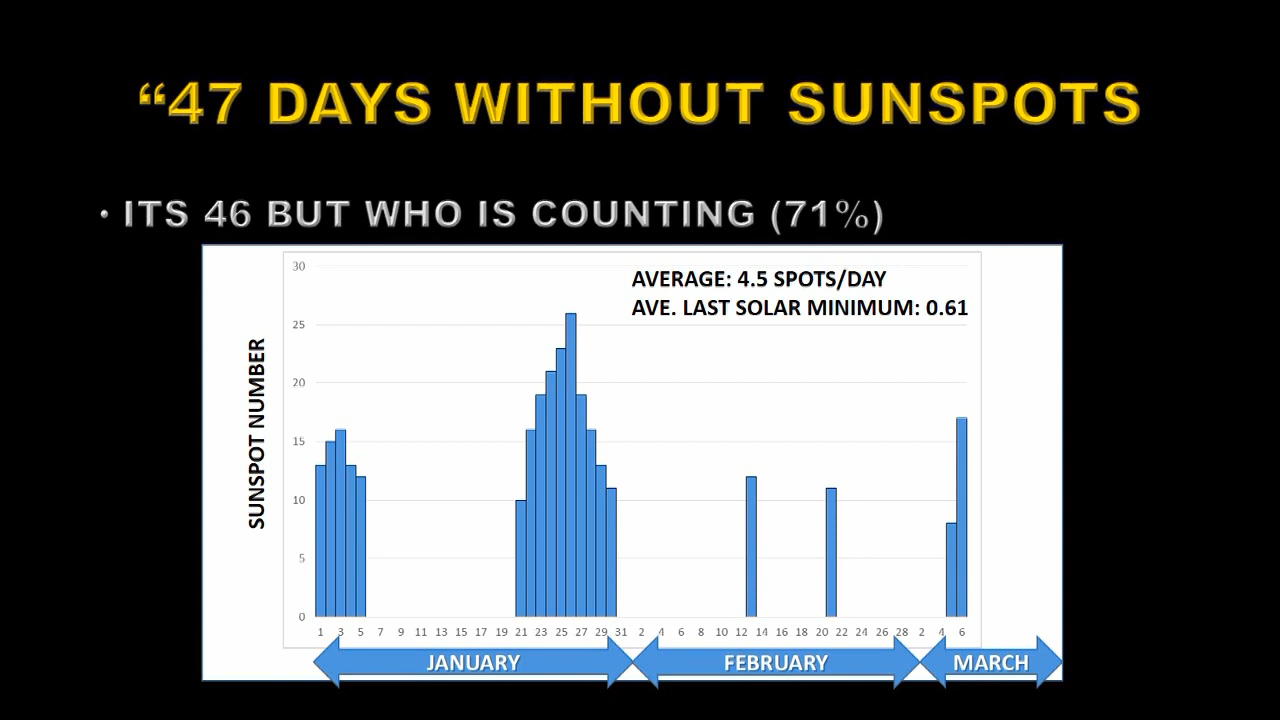 “47 DAYS WITHOUT SUNSPOTS
• ITS 46 BUT WHO IS COUNTING (71%)
AVERAGE: 4.5 SPOTS/DAY
AVE. LAST SOLAR MINIMUM: 0.61
SUNSPOT NUMBER
30
25
20
15
10
5
0
1 3 5 7 9 11 13 15 17 19 21 23 25 27 29 31 2 4 6 8 10 12 14 16 18 20 22 24 26 28 2 4 6
JANUARY FEBRUARY MARCH